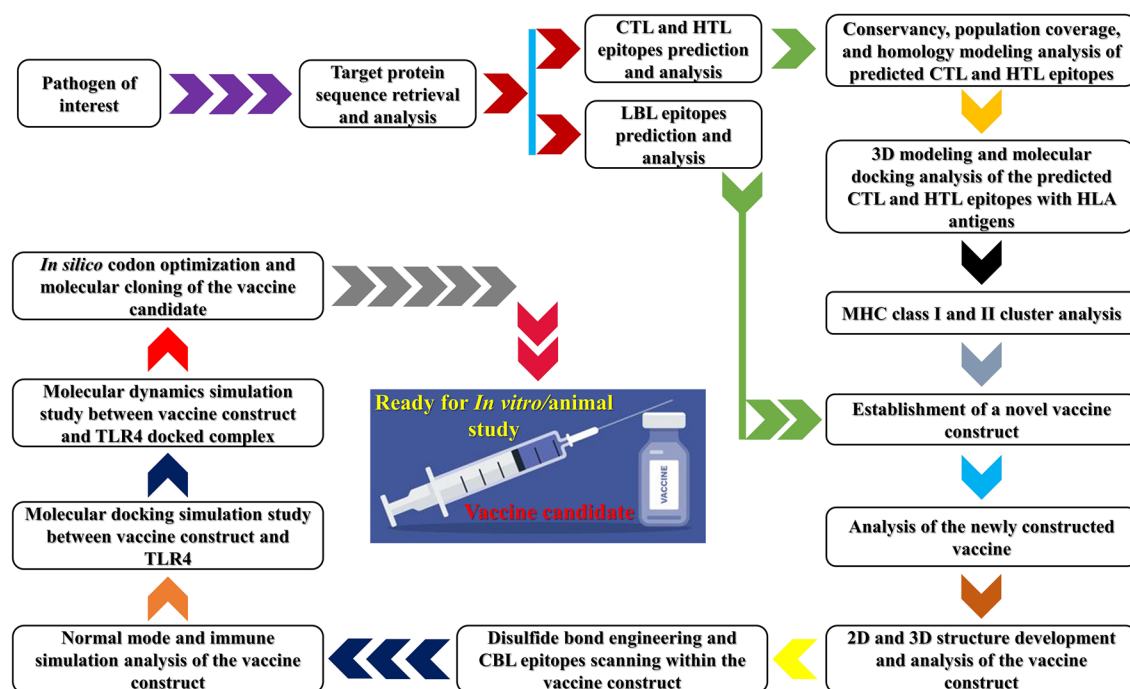 Pathogen of
interest
Target protein
sequence retrieval
and analysis
CTL and HTL
epitopes prediction
and analysis
LBL epitopes
prediction and
analysis
Conservancy, population coverage,
and homology modeling analysis of
predicted CTL and HTL epitopes
3D modeling and molecular
docking analysis of the predicted
CTL and HTL epitopes with HLA
antigens
MHC class I and II cluster analysis
Establishment of a novel vaccine
construct
Analysis of the newly constructed
vaccine
2D and 3D structure development
and analysis of the vaccine
construct
Disulfide bond engineering and
CBL epitopes scanning within the
vaccine construct
Normal mode and immune
simulation analysis of the vaccine
construct
Molecular docking simulation study
between vaccine construct and
TLR4
Molecular dynamics simulation
study between vaccine construct
and TLR4 docked complex
In silico codon optimization and
molecular cloning of the vaccine
candidate
Ready for In vitro/animal
study
VACCINE
Vaccine candidate